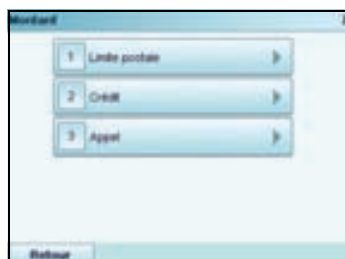 Montant
1 Limite postale
2 Crédit
3 Appel
Retour